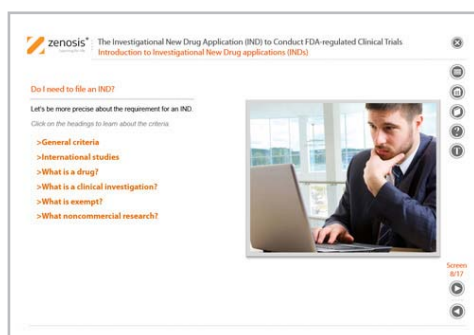 zenosis®
The Investigational New Drug Application (IND) to Conduct FDA-regulated Clinical Trials
Introduction to Investigational New Drug applications (INDs)
Do I need to file an IND?
Let's be more precise about the requirement for an IND.
Click on the headings to learn about the criteria
>General criteria
>International studies
>What is a drug?
>What is a clinical investigation?
>What is exempt?
>What noncommercial research?
?
Screen
8/17